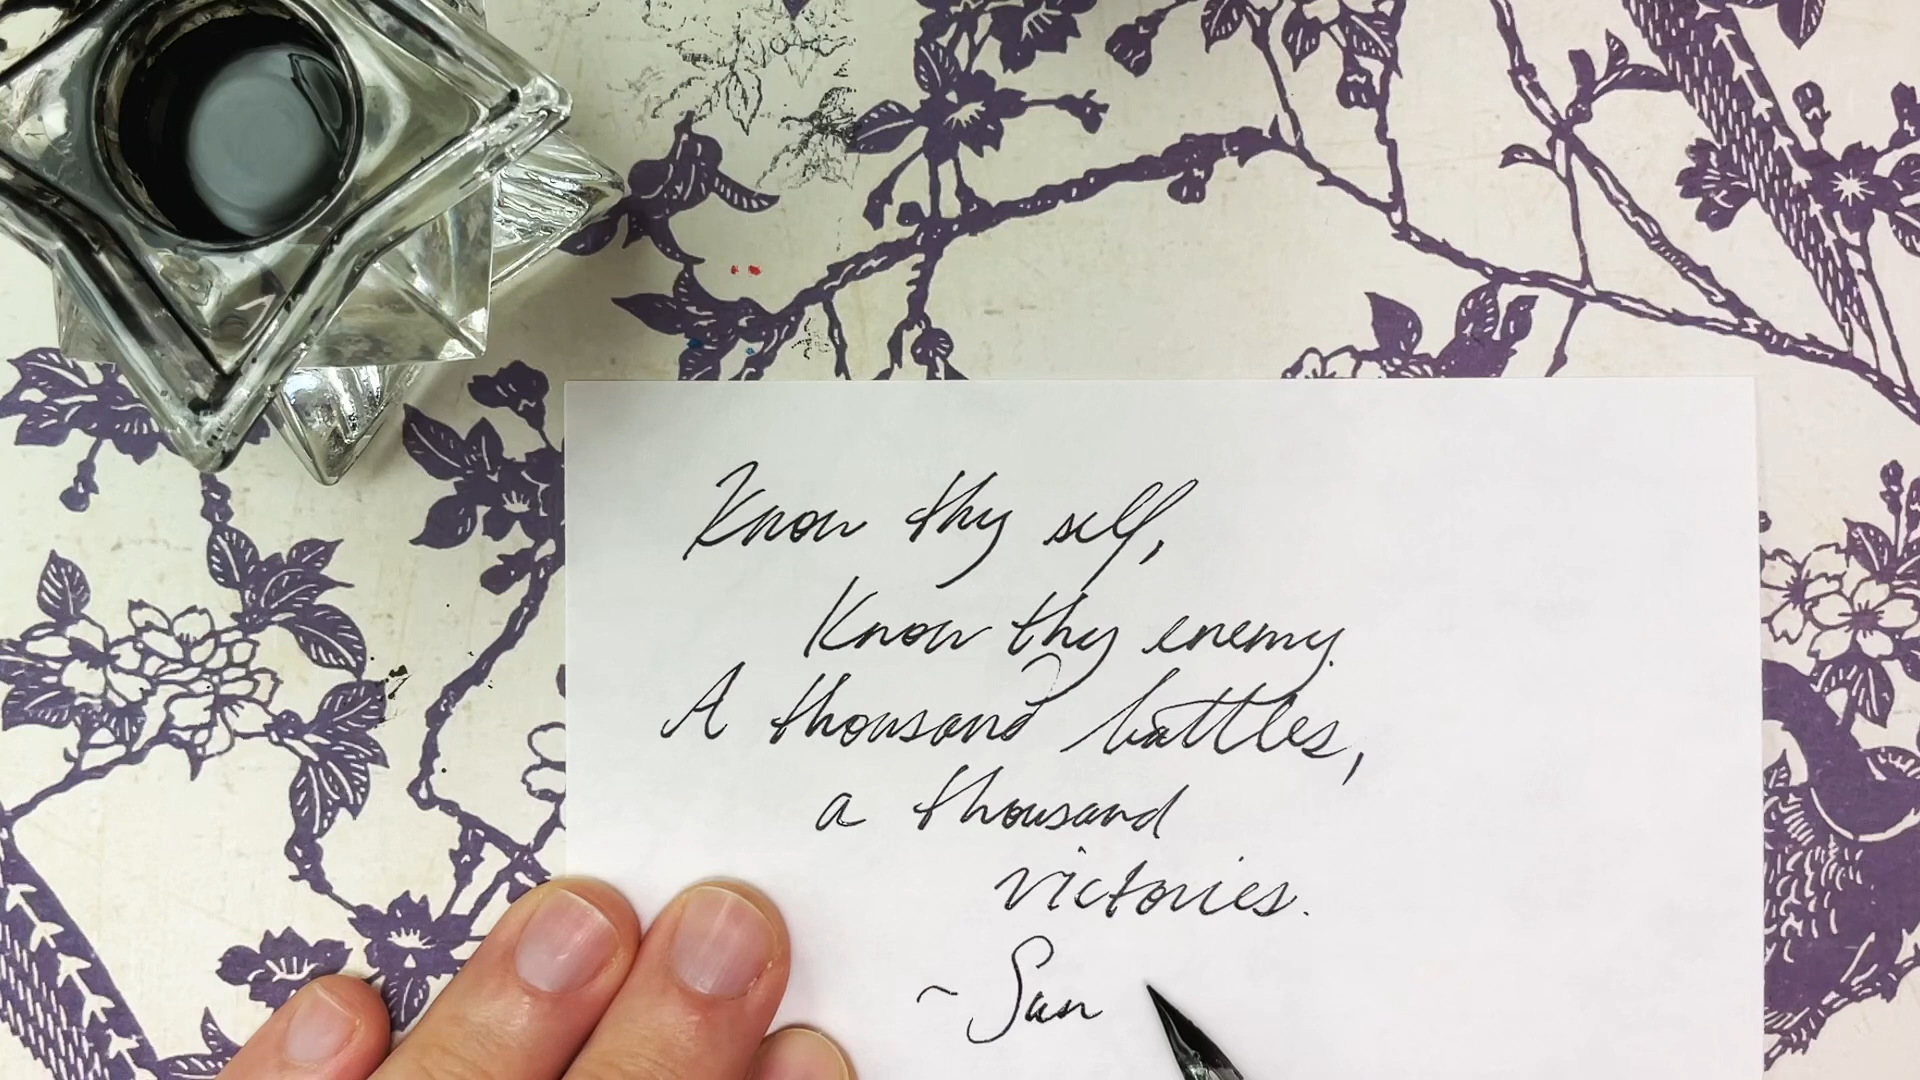 Know thy self,
Know thy enemy.
A thousand battles,
a thousand
victories.
~ Sun